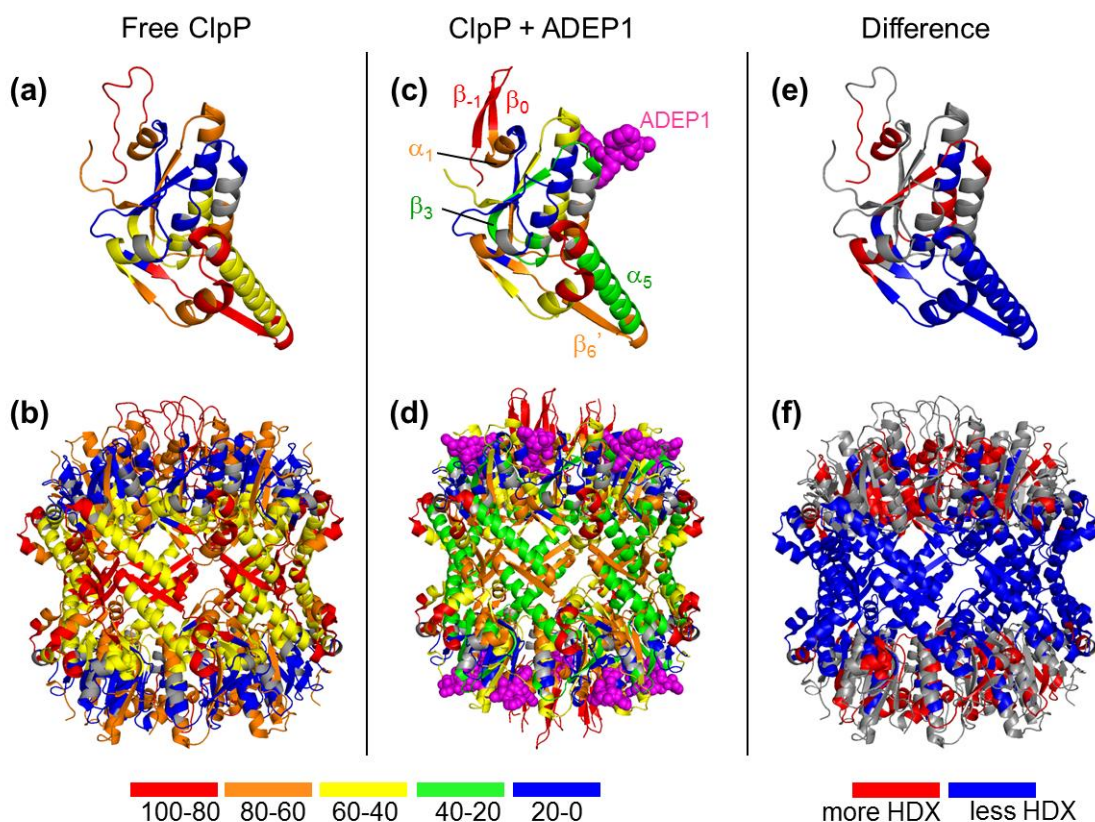 Free ClpP
ClpP + ADEP1
Difference
(a)
(c)
(e)
β-1
β0
ADEP1
α1
β3
α5
β6'
(b)
(d)
(f)
100-80 80-60 60-40 40-20 20-0
more HDX less HDX